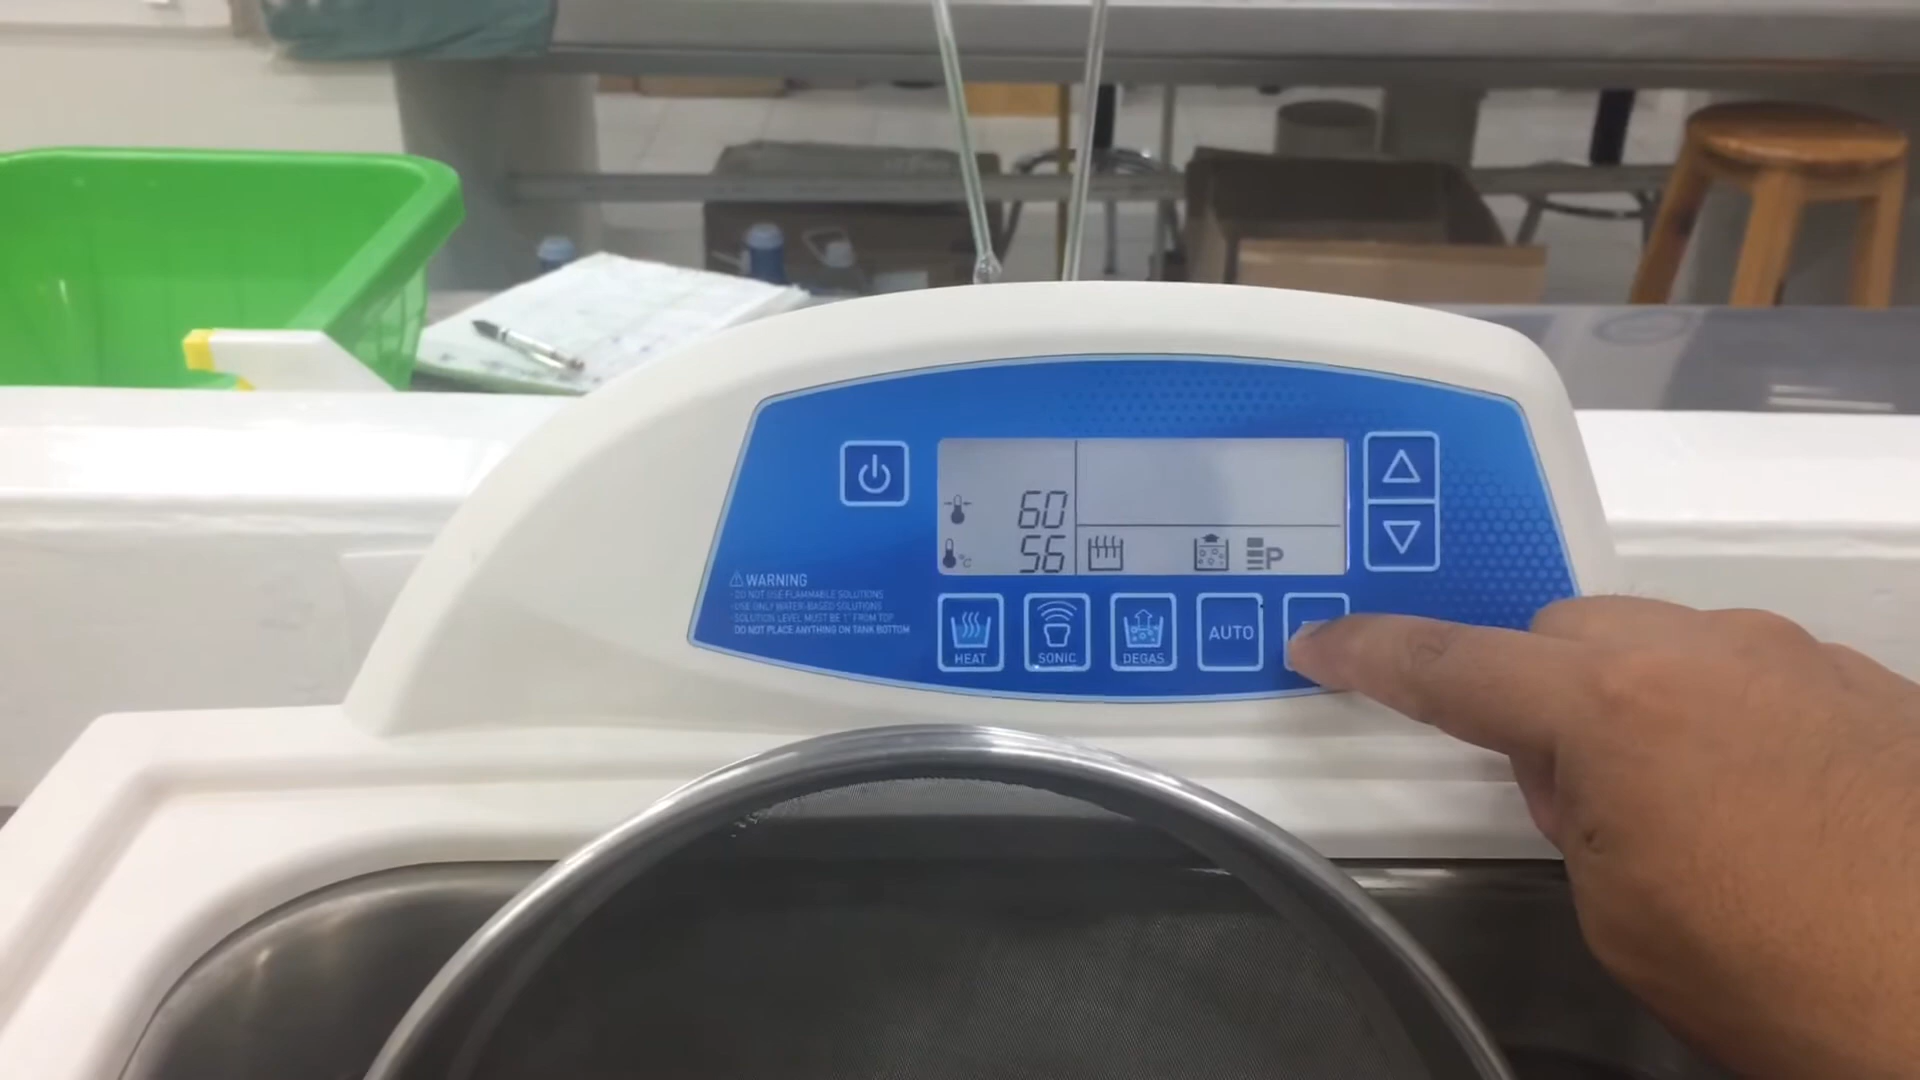 60
56
°C
P
⚠ WARNING
- DO NOT USE FLAMMABLE SOLUTIONS
- USE ONLY WATER-BASED SOLUTIONS
- SOLUTION LEVEL MUST BE 1" FROM TOP
DO NOT PLACE ANYTHING ON TANK BOTTOM
HEAT
SONIC
DEGAS
AUTO